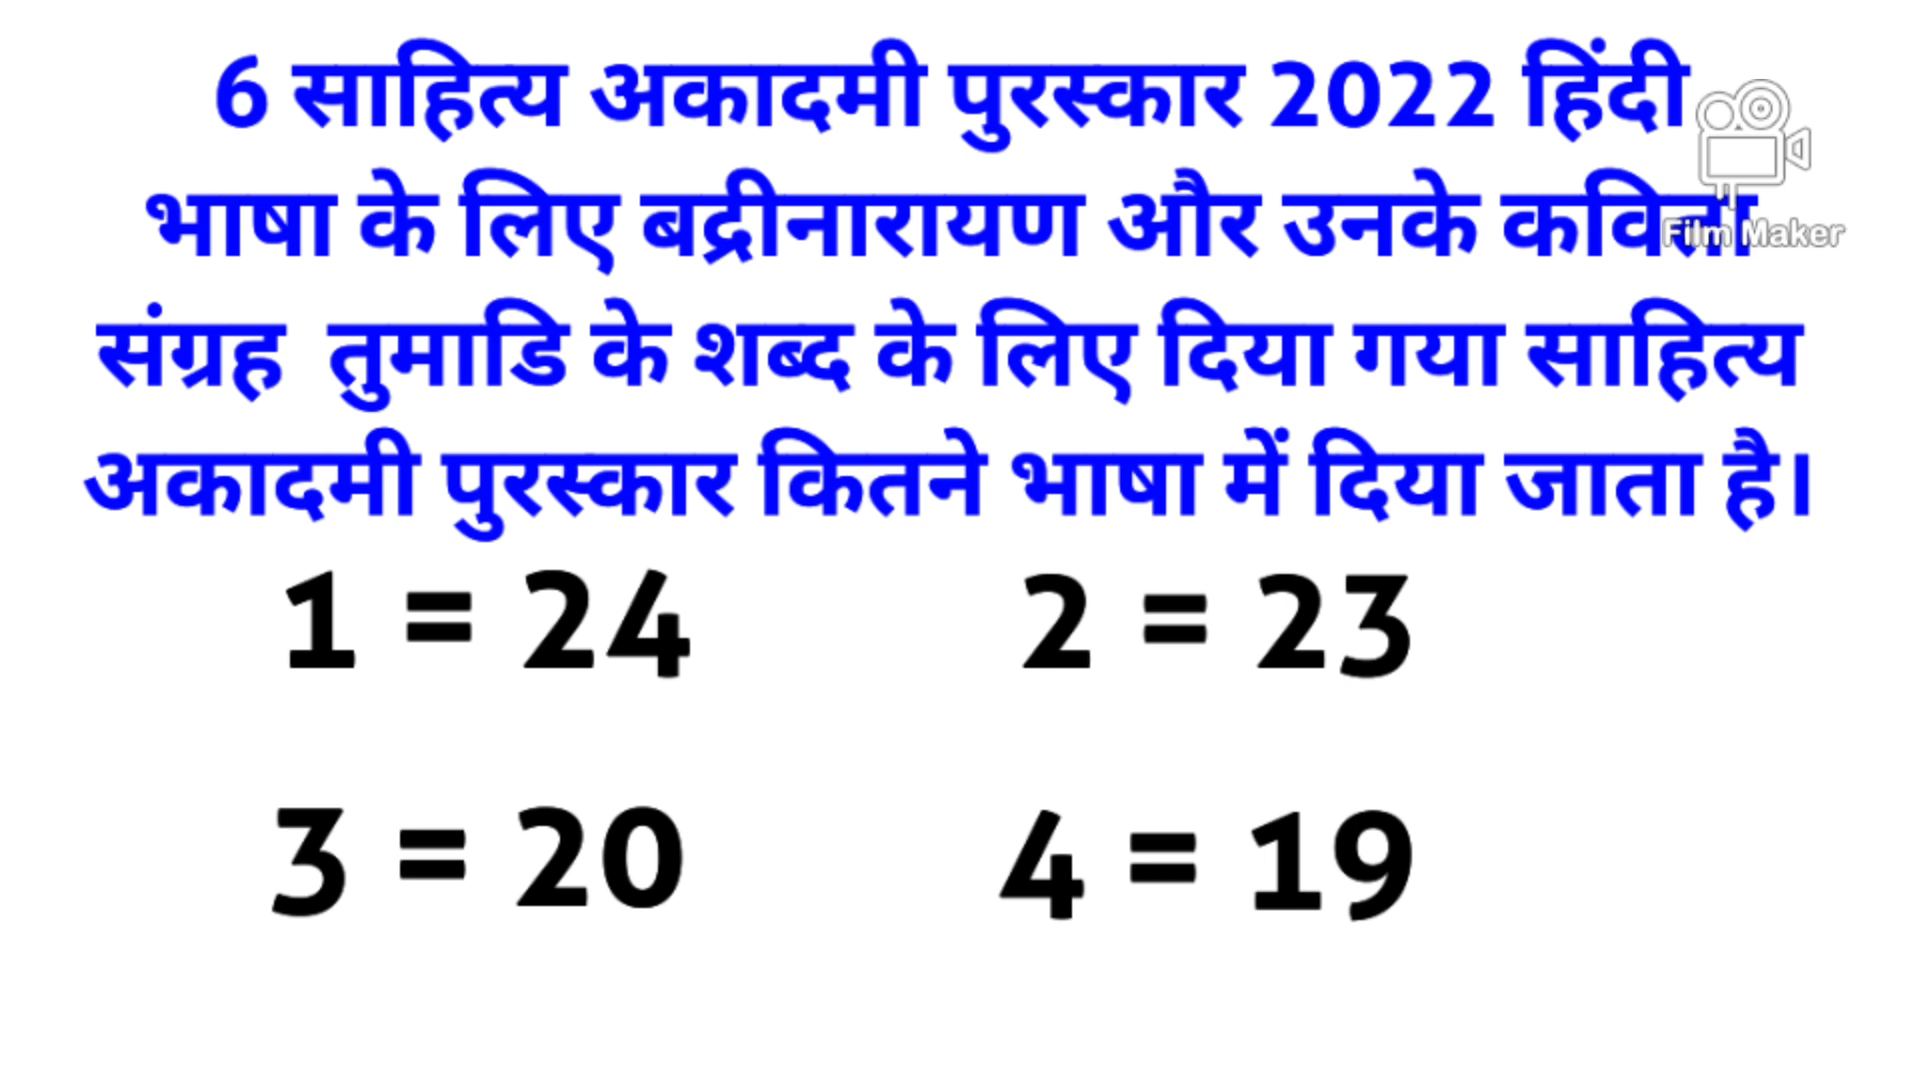 6 साहित्य अकादमी पुरस्कार 2022 हिंदी
भाषा के लिए बद्रीनारायण और उनके कविता
Film Maker
संग्रह तुमाडि के शब्द के लिए दिया गया साहित्य
अकादमी पुरस्कार कितने भाषा में दिया जाता है।
1 = 24 2 = 23
3 = 20 4 = 19